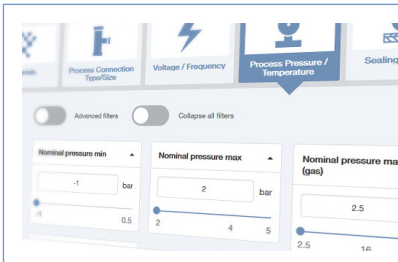 Process Connection
Type/Size
Voltage / Frequency
Process Pressure /
Temperature
Sealing
Advanced filters
Collapse all filters
Nominal pressure min
-1
bar
-1
0.5
Nominal pressure max
2
bar
2
4
5
Nominal pressure ma
(gas)
2.5
2.5
16